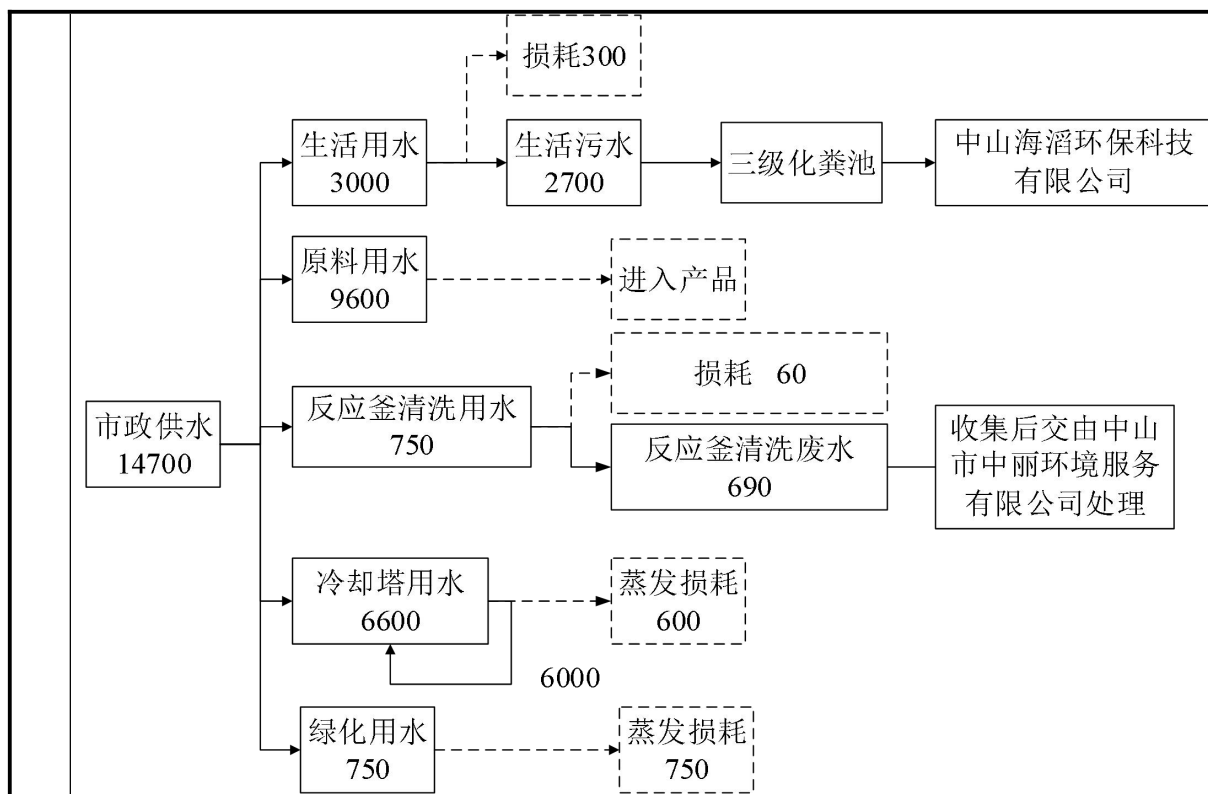 损耗300
生活用水
3000
生活污水
2700
三级化粪池
中山海滔环保科技
有限公司
原料用水
9600
进入产品
市政供水
14700
反应釜清洗用水
750
损耗 60
反应釜清洗废水
690
收集后交由中山
市中丽环境服务
有限公司处理
冷却塔用水
6600
蒸发损耗
600
6000
绿化用水
750
蒸发损耗
750